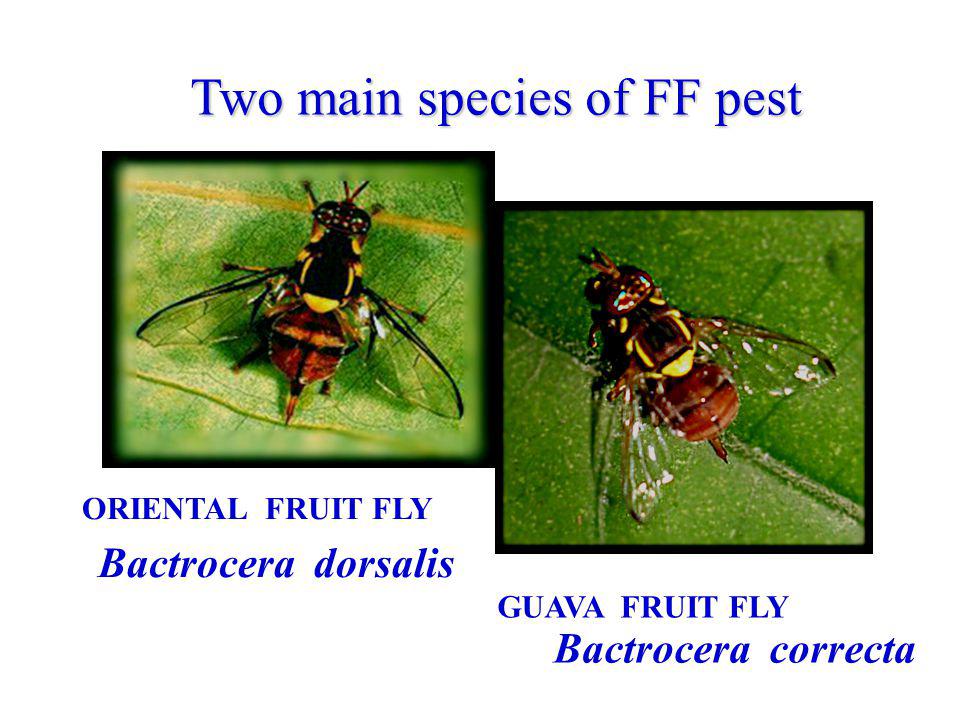 Two main species of FF pest
ORIENTAL FRUIT FLY
Bactrocera dorsalis
GUAVA FRUIT FLY
Bactrocera correcta